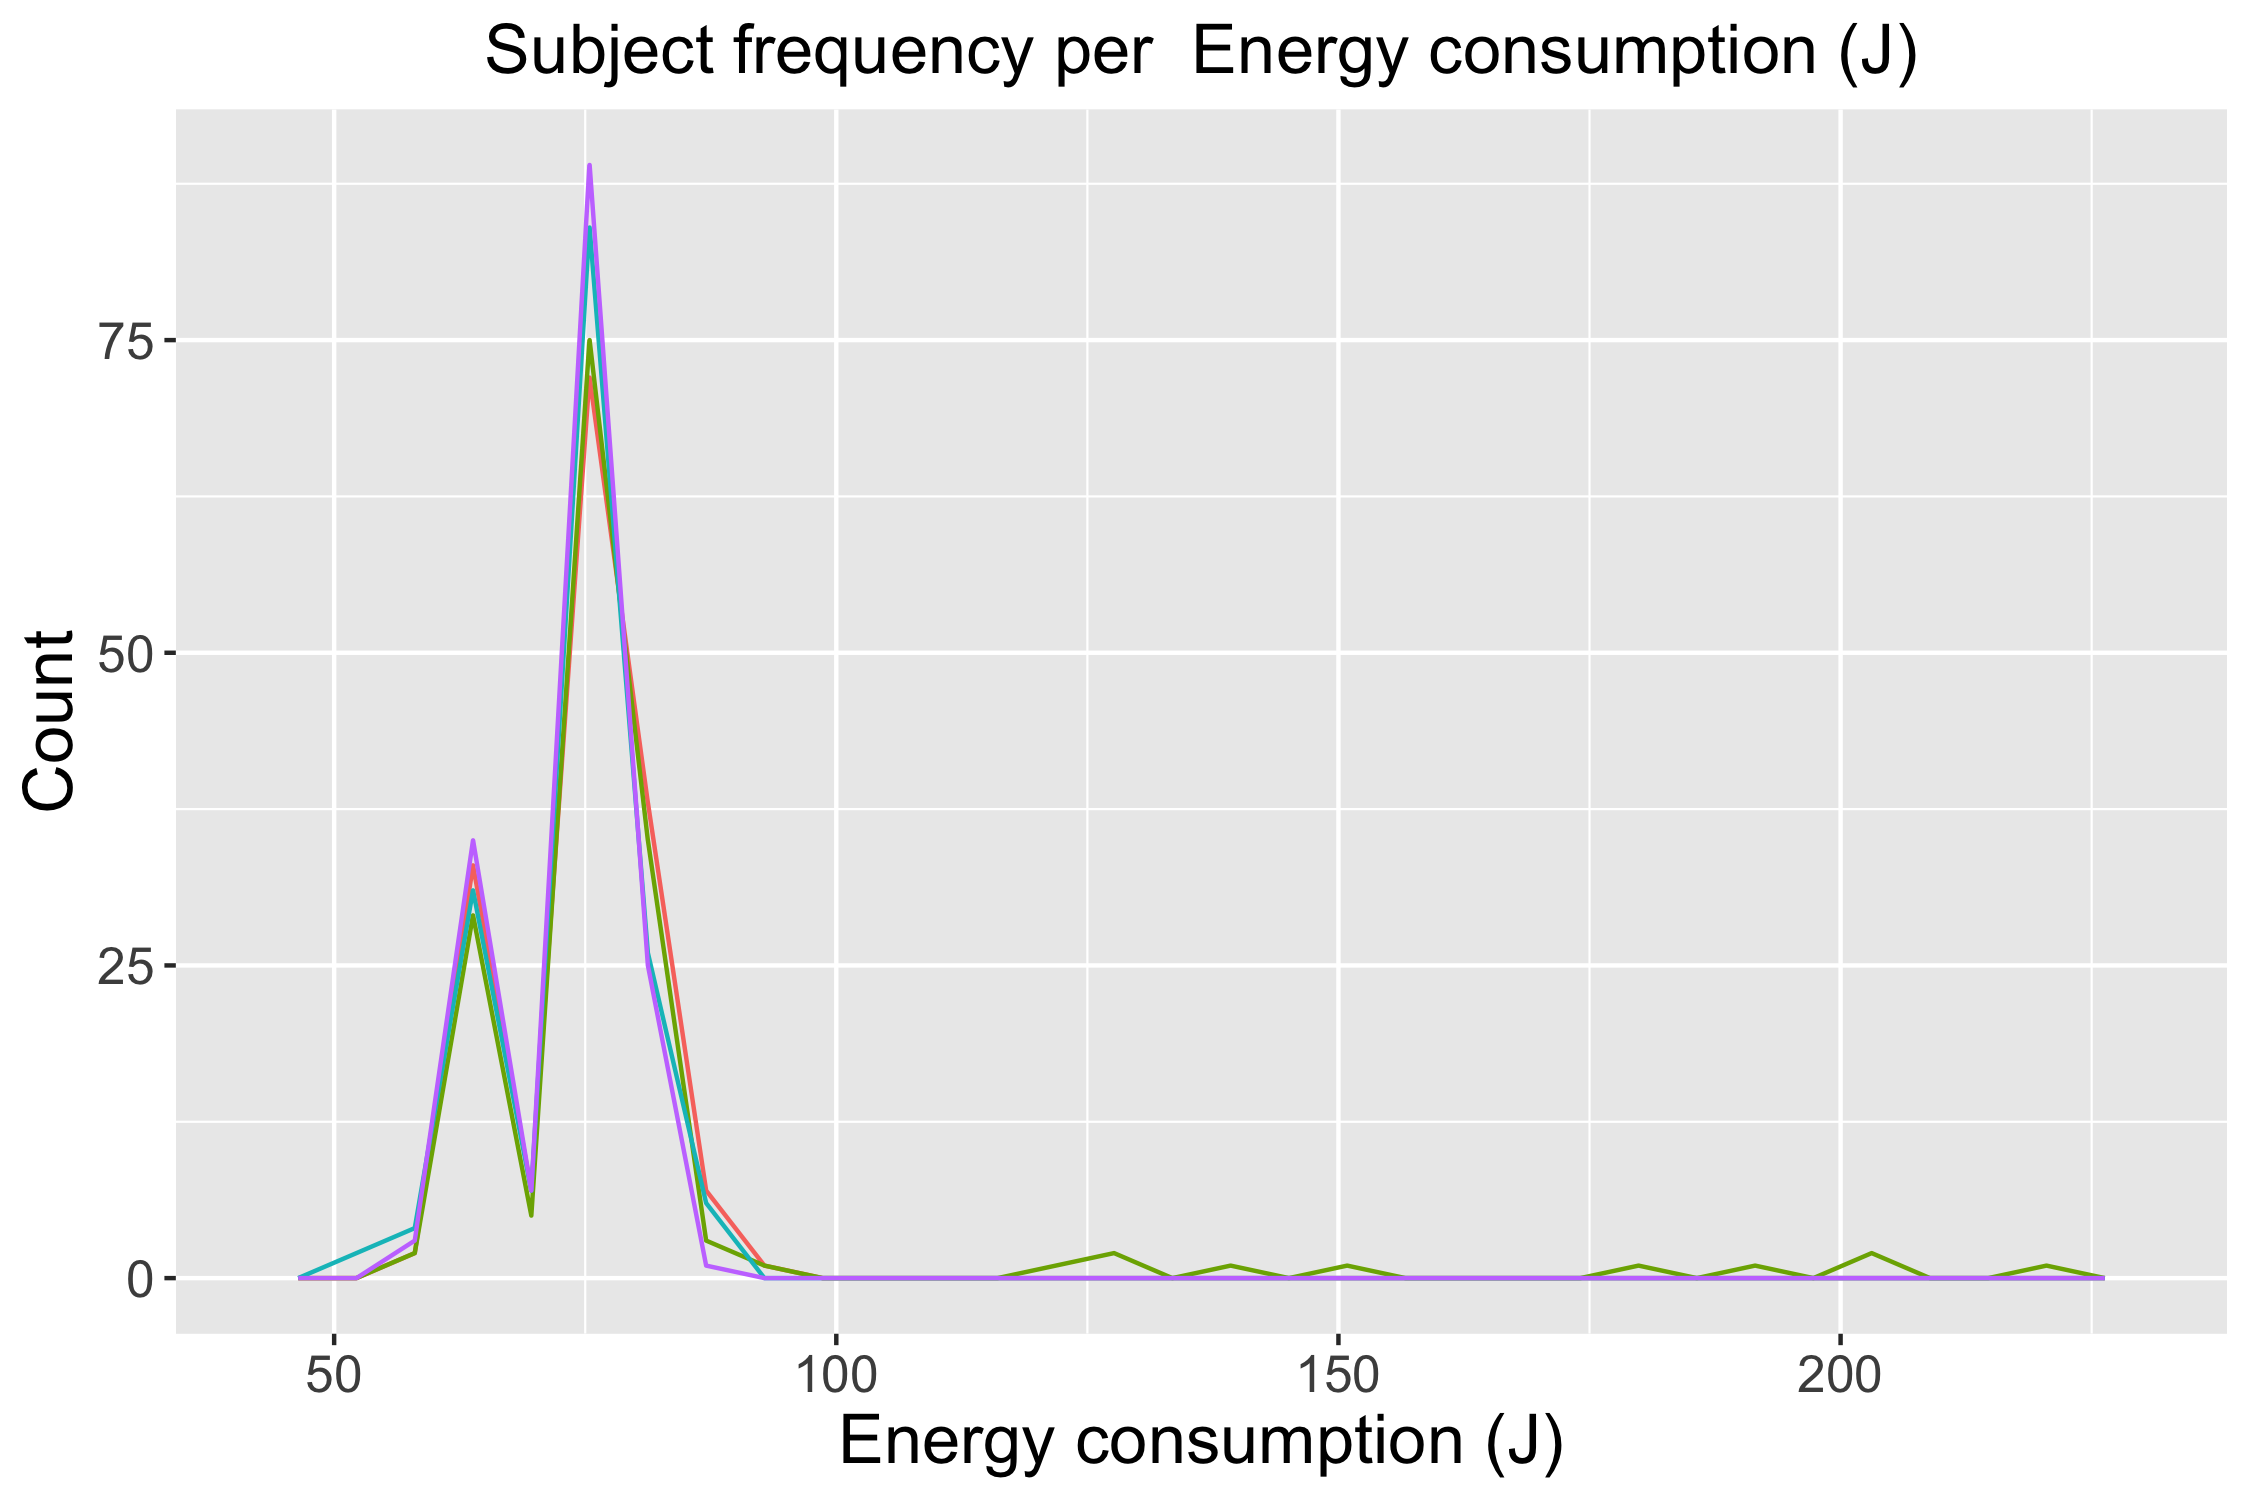 Subject frequency per  Energy consumption (J)
Count
75
50
25
0
50 100 150 200
Energy consumption (J)